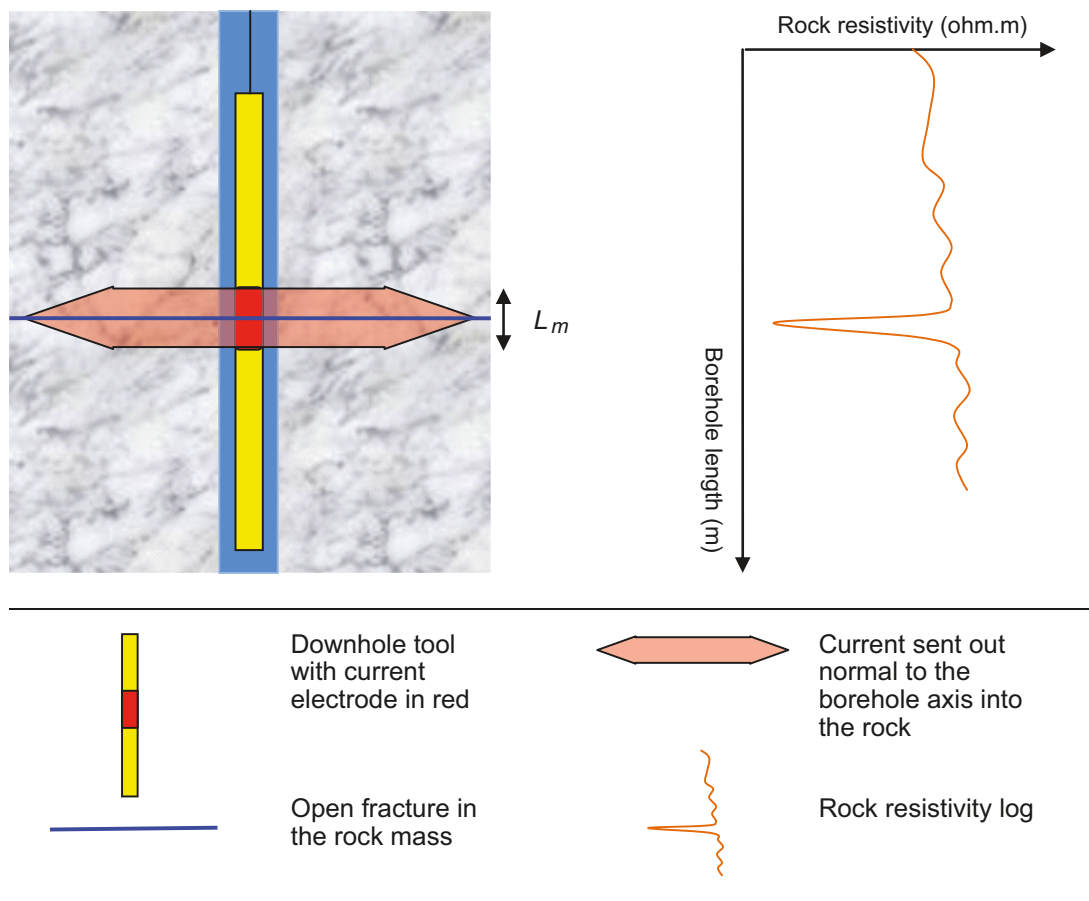 Rock resistivity (ohm.m)
L m
Borehole length (m)
Downhole tool
with current
electrode in red
Current sent out
normal to the
borehole axis into
the rock
Open fracture in
the rock mass
Rock resistivity log